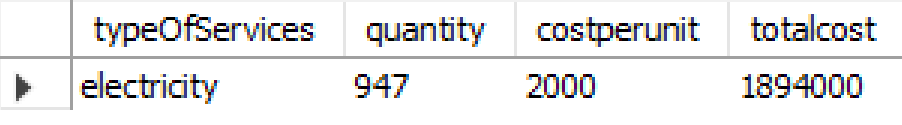 typeOfServices quantity costperunit totalcost
electricity 947 2000 1894000